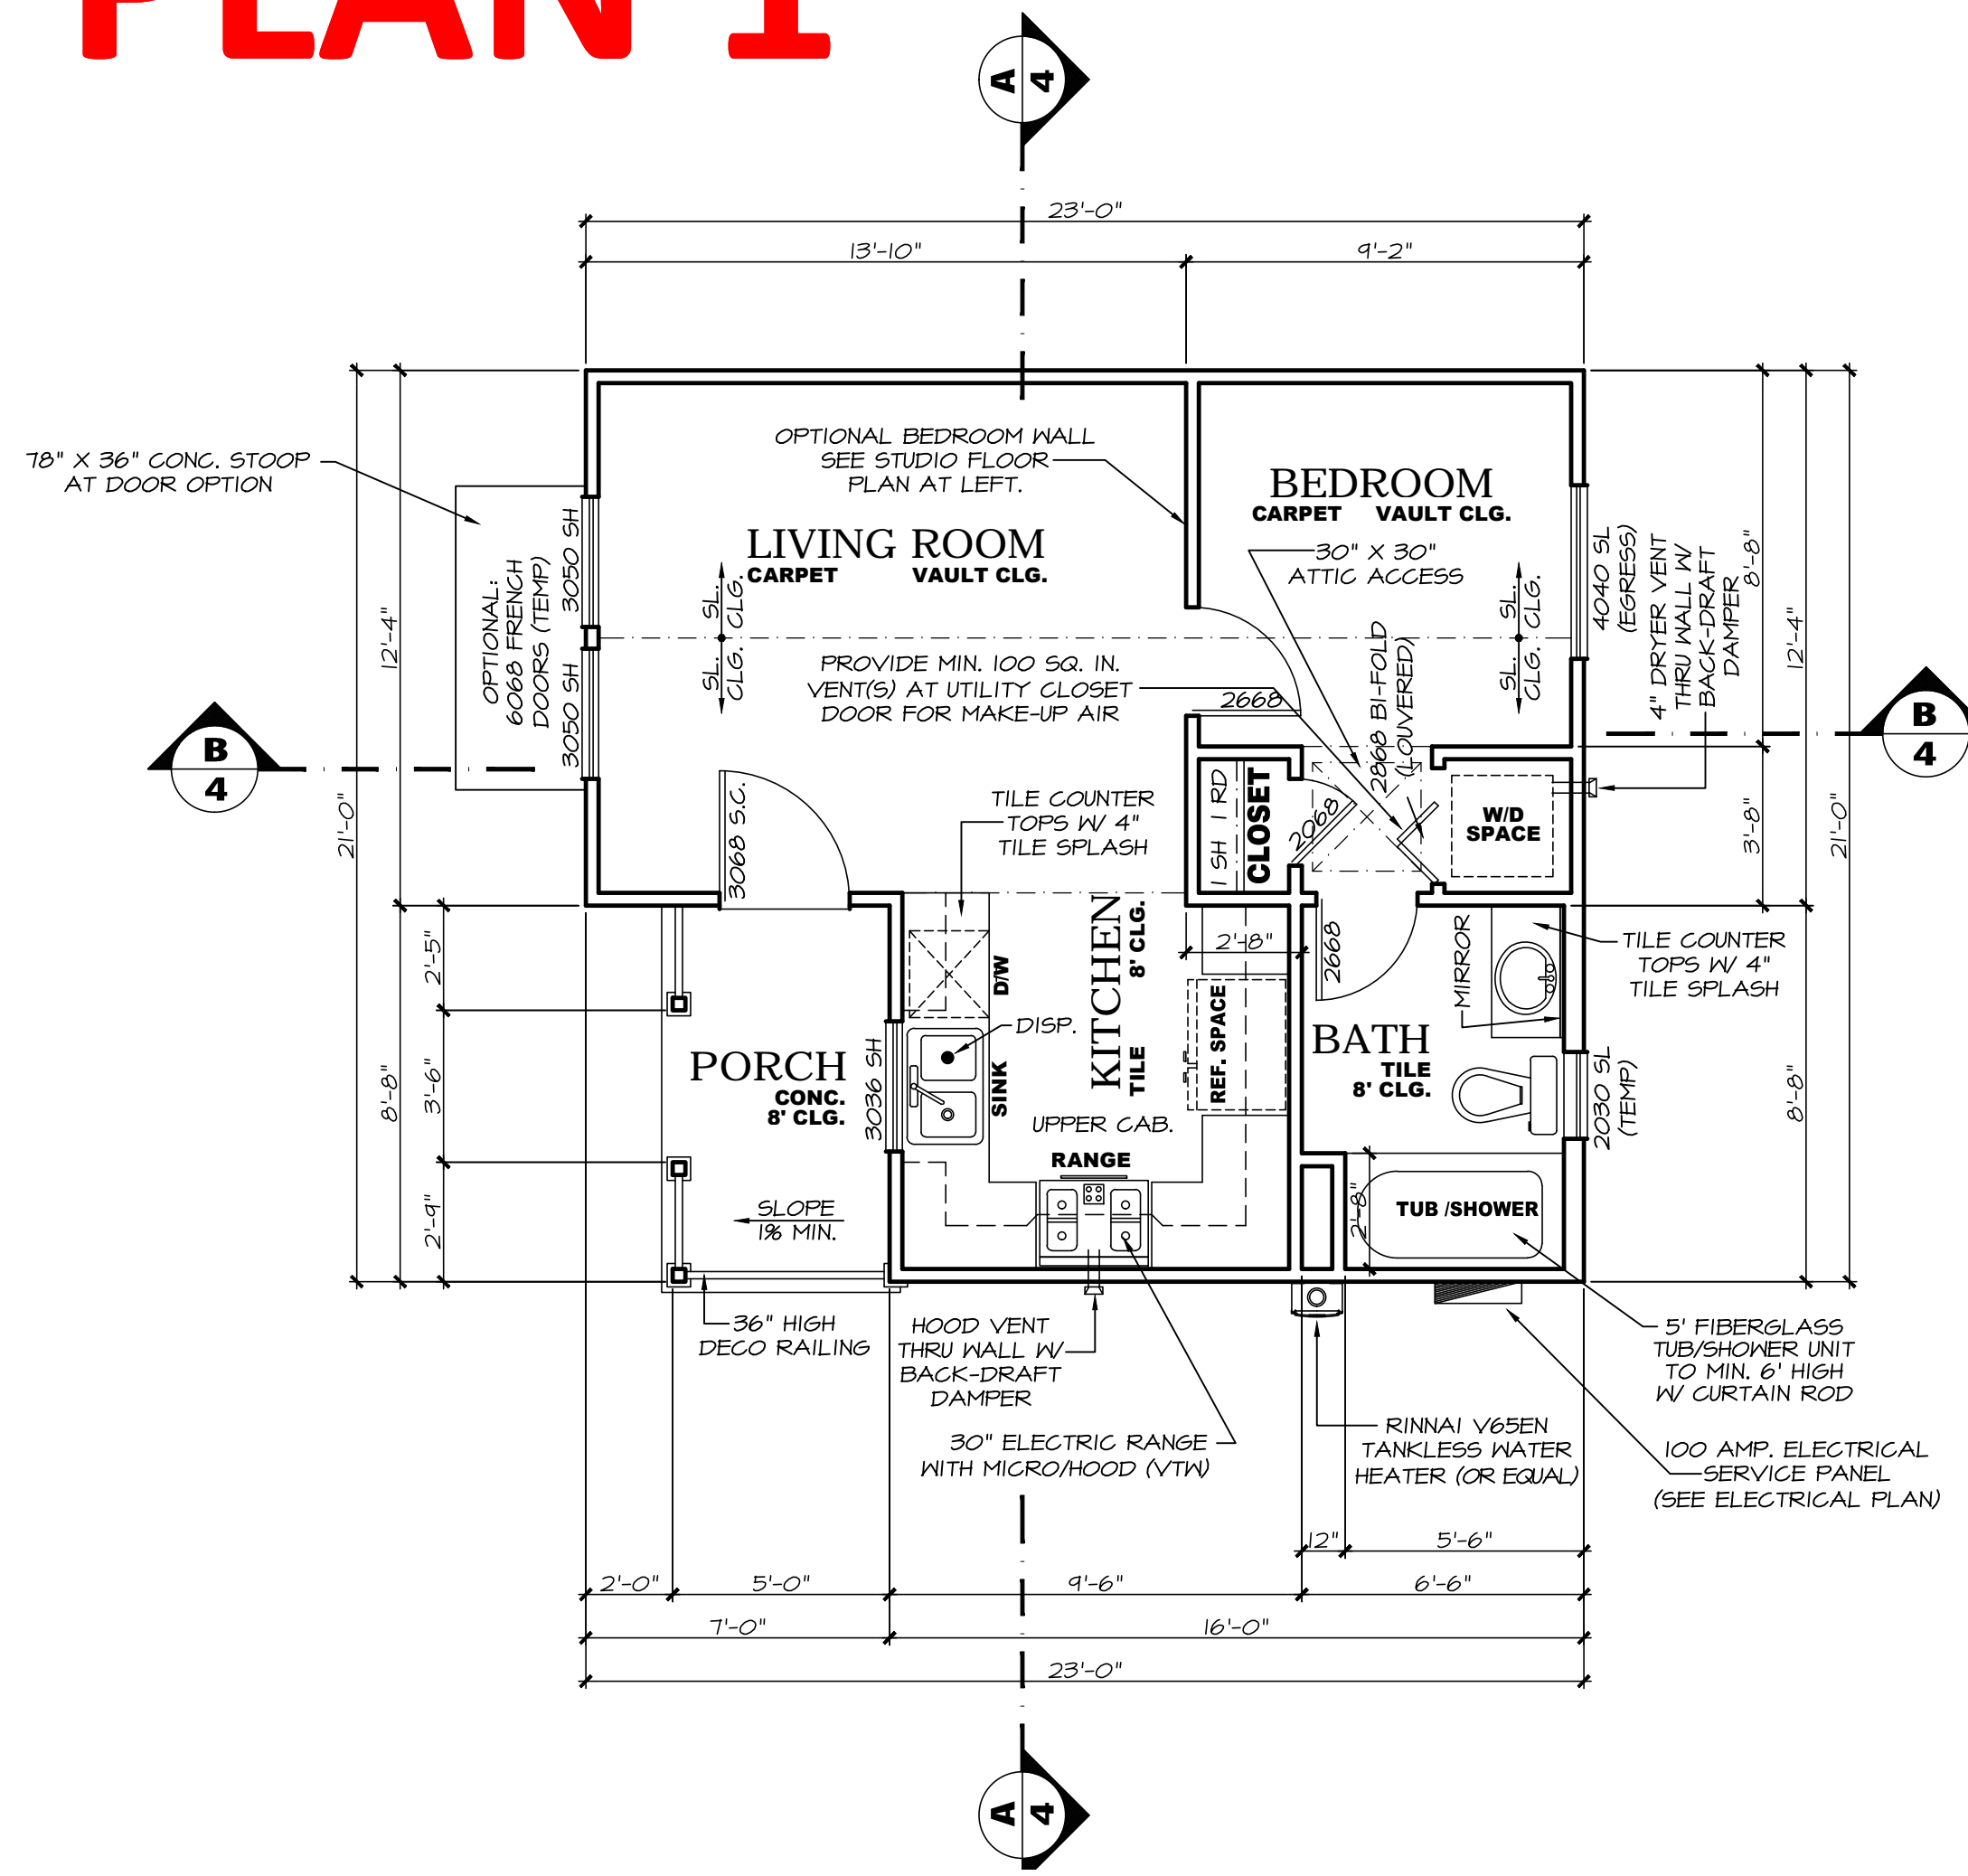 PLAN 1
A
4
23'-0"
13'-10"
9'-2"
78" X 36" CONC. STOOP
AT DOOR OPTION
OPTIONAL BEDROOM WALL
SEE STUDIO FLOOR
PLAN AT LEFT.
BEDROOM
CARPET VAULT CLG.
30" X 30"
ATTIC ACCESS
LIVING ROOM
CARPET VAULT CLG.
SL. SL.
CLG. CLG.
SL. SL.
CLG. CLG.
OPTIONAL:
6068 FRENCH
DOORS (TEMP)
3050 SH
3050 SH
4040 SL
(EGRESS)
4" DRYER VENT
THRU WALL W/
BACK-DRAFT
DAMPER
8'-8"
12'-4"
12'-4"
21'-0"
21'-0"
3'-8"
PROVIDE MIN. 100 SQ. IN.
VENT(S) AT UTILITY CLOSET
DOOR FOR MAKE-UP AIR
2668
2868 BI-FOLD
(LOUVERED)
B
4
B
4
3068 S.C.
TILE COUNTER
TOPS W/ 4"
TILE SPLASH
1 SH 1 RD
CLOSET
2068
W/D
SPACE
2'-5"
3'-6"
2'-9"
8'-8"
KITCHEN
TILE 8' CLG.
2'-8"
2668
MIRROR
TILE COUNTER
TOPS W/ 4"
TILE SPLASH
D/W
DISP.
SINK
REF. SPACE
PORCH
CONC.
8' CLG.
3036 SH
BATH
TILE
8' CLG.
2030 SL
(TEMP)
8'-8"
UPPER CAB.
RANGE
SLOPE
1% MIN.
2'-8"
TUB /SHOWER
36" HIGH
DECO RAILING
HOOD VENT
THRU WALL W/
BACK-DRAFT
DAMPER
5' FIBERGLASS
TUB/SHOWER UNIT
TO MIN. 6' HIGH
W/ CURTAIN ROD
30" ELECTRIC RANGE
WITH MICRO/HOOD (VTW)
RINNAI V65EN
TANKLESS WATER
HEATER (OR EQUAL)
100 AMP. ELECTRICAL
SERVICE PANEL
(SEE ELECTRICAL PLAN)
12"
5'-6"
2'-0"
5'-0"
9'-6"
6'-6"
7'-0"
16'-0"
23'-0"
A
4